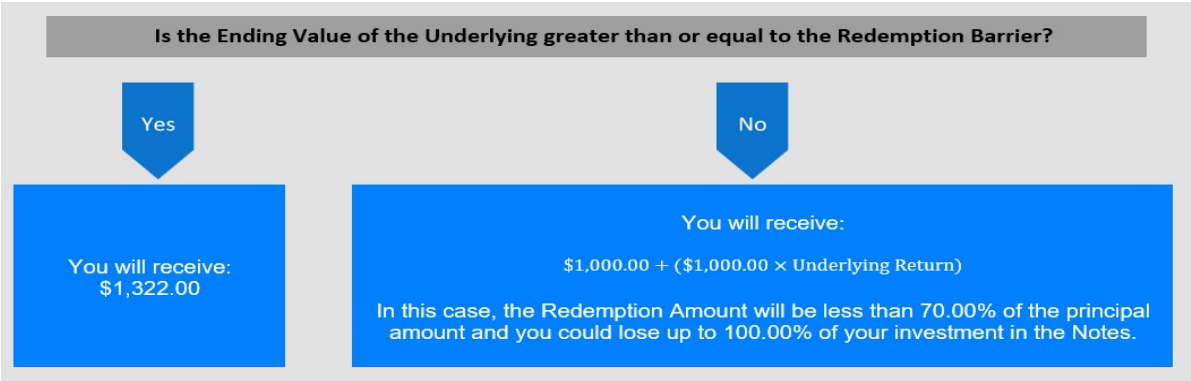 Is the Ending Value of the Underlying greater than or equal to the Redemption Barrier?
Yes
No
You will receive:
$1,322.00
You will receive:
$1,000.00 + ($1,000.00 × Underlying Return)
In this case, the Redemption Amount will be less than 70.00% of the principal
amount and you could lose up to 100.00% of your investment in the Notes.